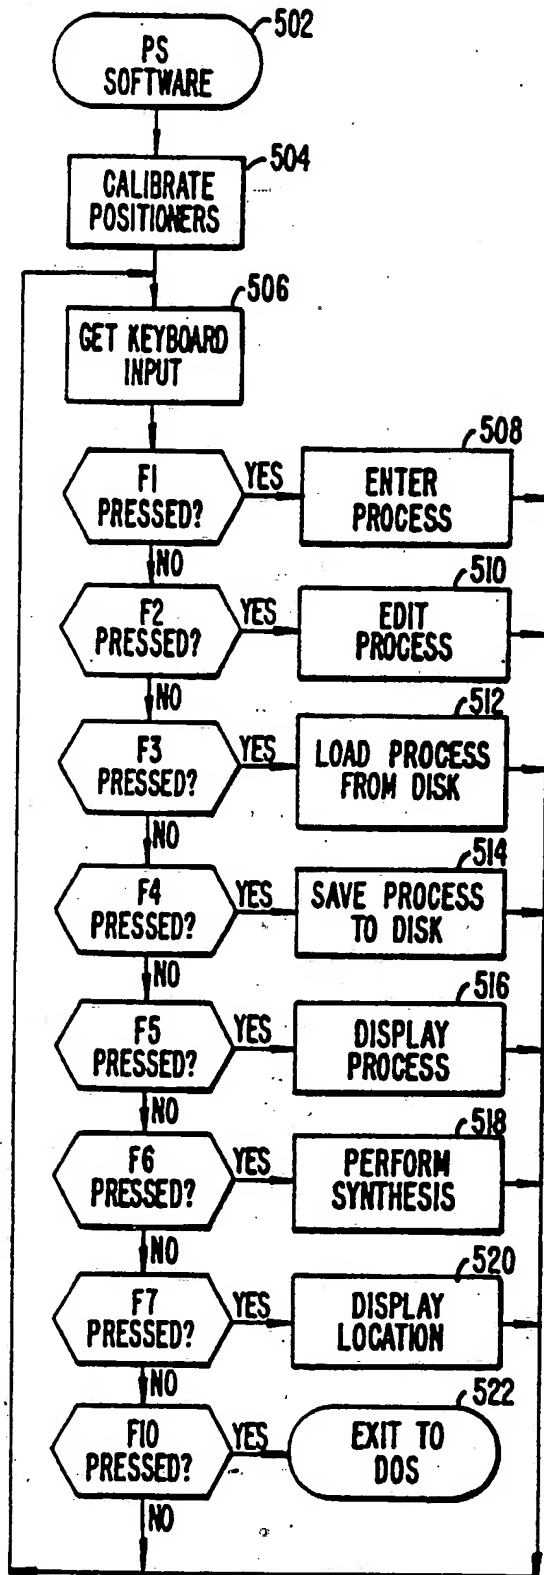 502
PS
SOFTWARE
504
CALIBRATE
POSITIONERS
506
GET KEYBOARD
INPUT
508
F1
PRESSED?
YES
ENTER
PROCESS
NO
510
F2
PRESSED?
YES
EDIT
PROCESS
NO
512
F3
PRESSED?
YES
LOAD PROCESS
FROM DISK
NO
514
F4
PRESSED?
YES
SAVE PROCESS
TO DISK
NO
516
F5
PRESSED?
YES
DISPLAY
PROCESS
NO
518
F6
PRESSED?
YES
PERFORM
SYNTHESIS
NO
520
F7
PRESSED?
YES
DISPLAY
LOCATION
NO
522
F10
PRESSED?
YES
EXIT TO
DOS
NO